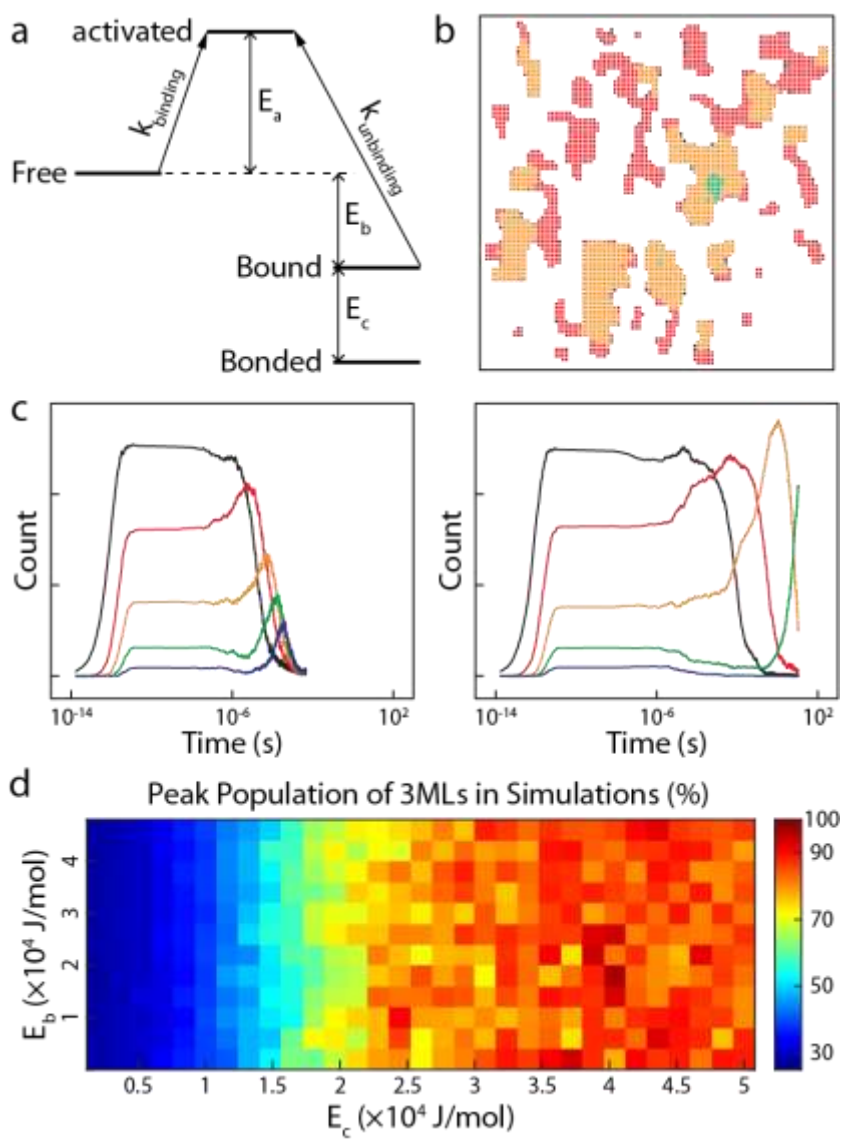 a
activated
k_binding
E_a
k_unbinding
Free
E_b
Bound
E_c
Bonded
b
c
Count
10^-14
10^-6
10^2
Time (s)
Count
10^-14
10^-6
10^2
Time (s)
d
Peak Population of 3MLs in Simulations (%)
E_b (×10^4 J/mol)
4
3
2
1
0.5
1
1.5
2
2.5
3
3.5
4
4.5
5
E_c (×10^4 J/mol)
100
90
70
50
30